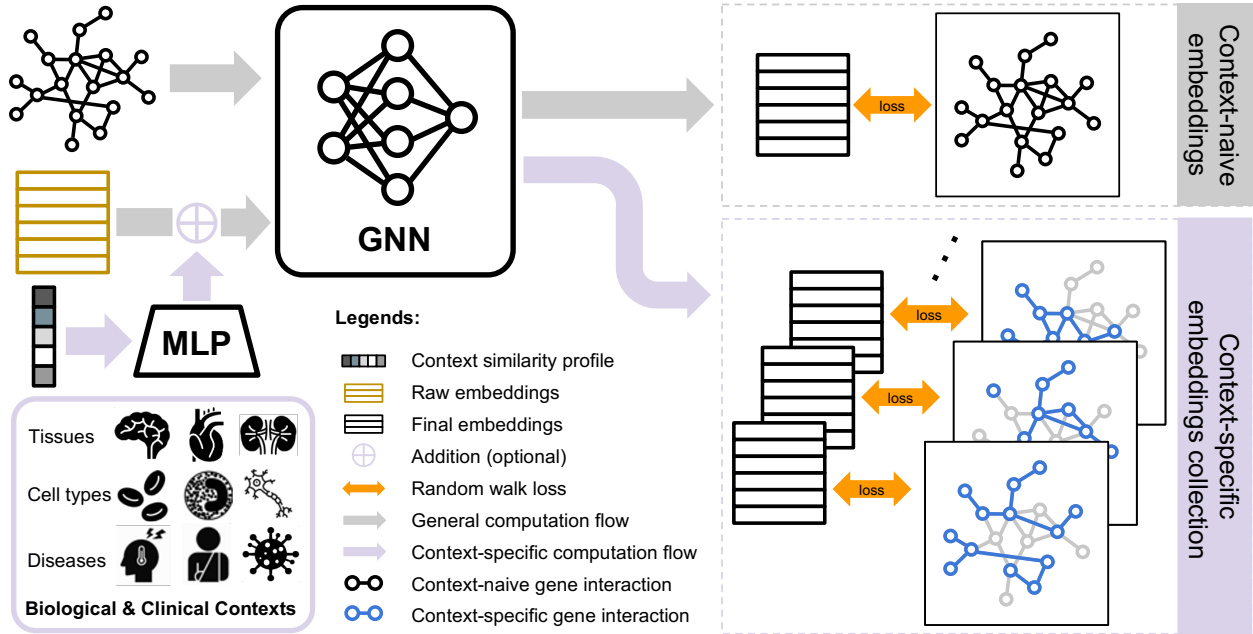 GNN
MLP
Tissues
Cell types
Diseases
Biological & Clinical Contexts
Legends:
Context similarity profile
Raw embeddings
Final embeddings
Addition (optional)
Random walk loss
General computation flow
Context-specific computation flow
Context-naive gene interaction
Context-specific gene interaction
loss
Context-naive
embeddings
loss
loss
loss
Context-specific
embeddings collection